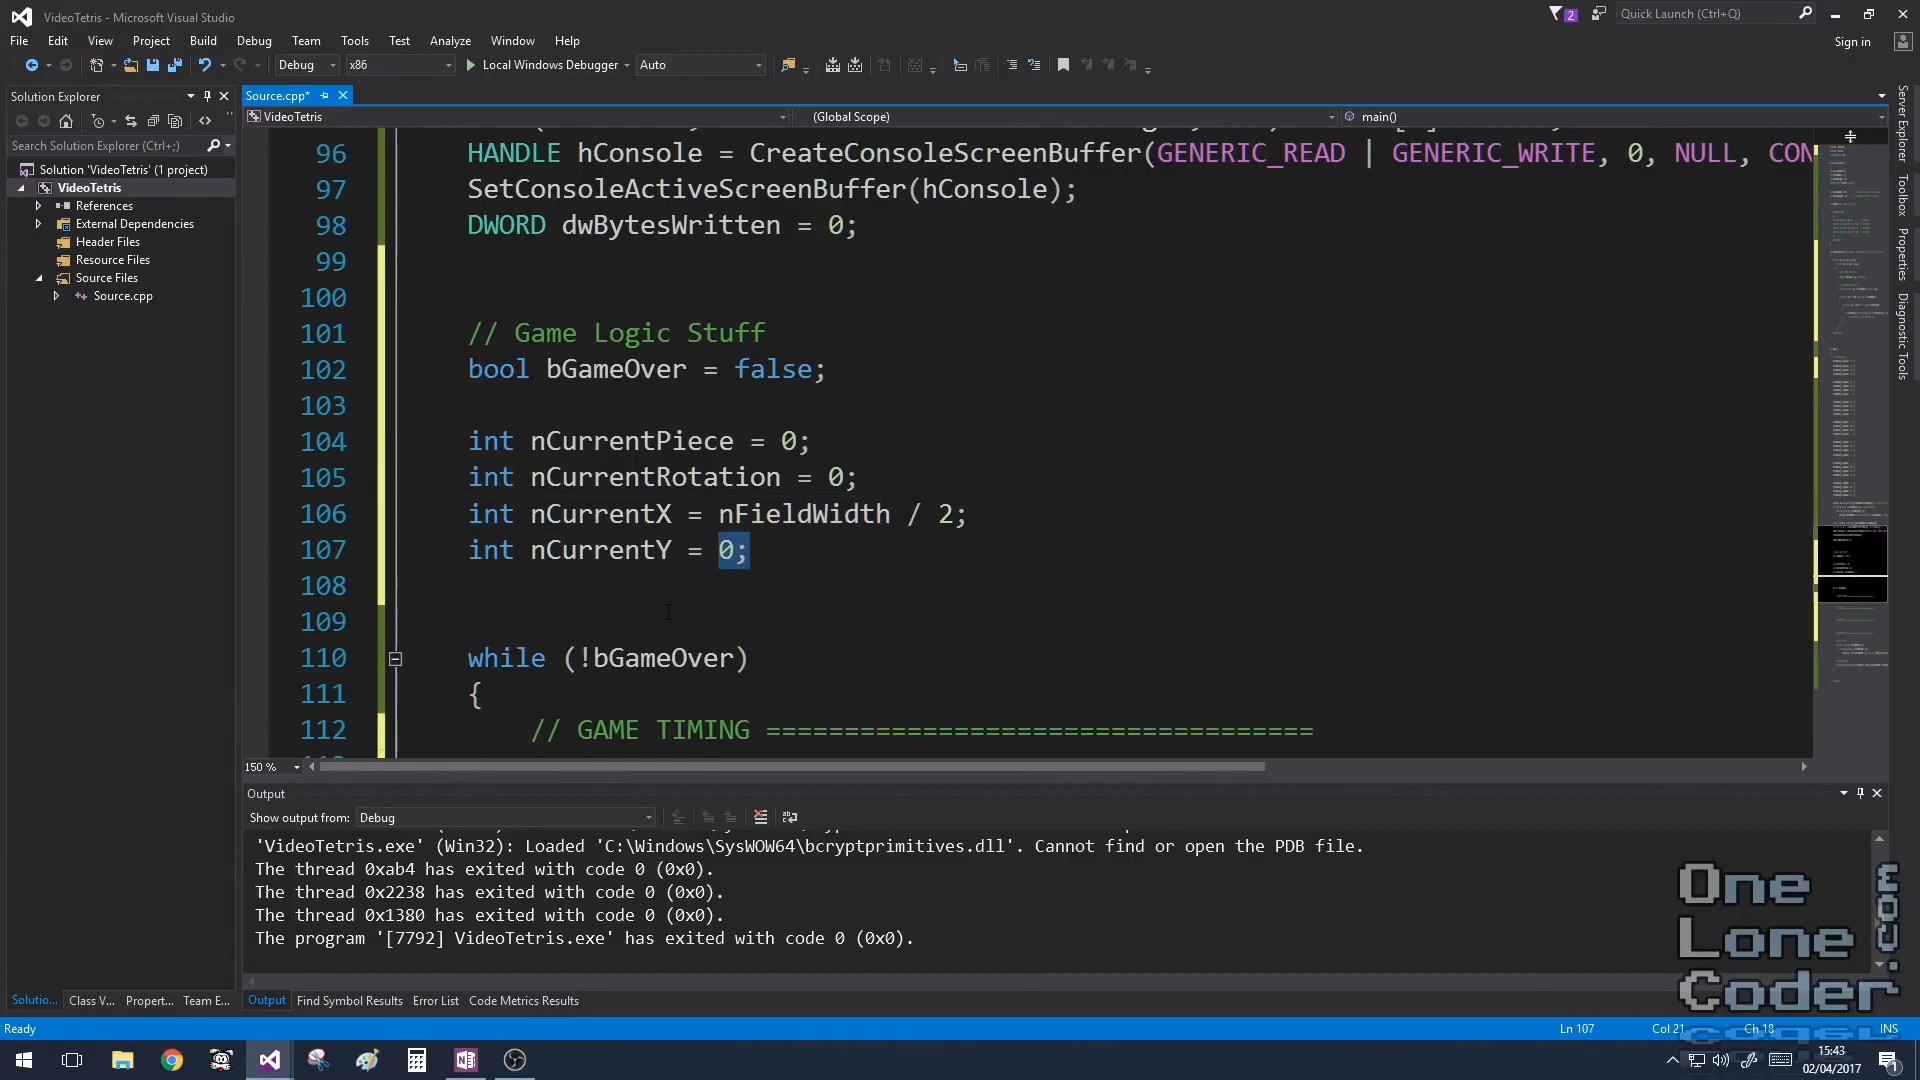 VideoTetris - Microsoft Visual Studio
2
Quick Launch (Ctrl+Q)
File Edit View Project Build Debug Team Tools Test Analyze Window Help
Sign in
Debug x86 Local Windows Debugger Auto
Solution Explorer
Search Solution Explorer (Ctrl+;)
Solution 'VideoTetris' (1 project)
VideoTetris
References
External Dependencies
Header Files
Resource Files
Source Files
Source.cpp
Source.cpp*
VideoTetris (Global Scope) main()
96 HANDLE hConsole = CreateConsoleScreenBuffer(GENERIC_READ | GENERIC_WRITE, 0, NULL, CON
97 SetConsoleActiveScreenBuffer(hConsole);
98 DWORD dwBytesWritten = 0;
99
100
101 // Game Logic Stuff
102 bool bGameOver = false;
103
104 int nCurrentPiece = 0;
105 int nCurrentRotation = 0;
106 int nCurrentX = nFieldWidth / 2;
107 int nCurrentY = 0;
108
109
110 while (!bGameOver)
111 {
112 // GAME TIMING ===================================
150 %
Output
Show output from: Debug
'VideoTetris.exe' (Win32): Loaded 'C:\Windows\SysWOW64\bcryptprimitives.dll'. Cannot find or open the PDB file.
The thread 0xab4 has exited with code 0 (0x0).
The thread 0x2238 has exited with code 0 (0x0).
The thread 0x1380 has exited with code 0 (0x0).
The program '[7792] VideoTetris.exe' has exited with code 0 (0x0).
Solutio... Class V... Propert... Team E...
Output Find Symbol Results Error List Code Metrics Results
Server Explorer
Toolbox
Properties
Diagnostic Tools
One
Lone
Coder
Ready
Ln 107 Col 21 Ch 18 INS
15:43
02/04/2017
1